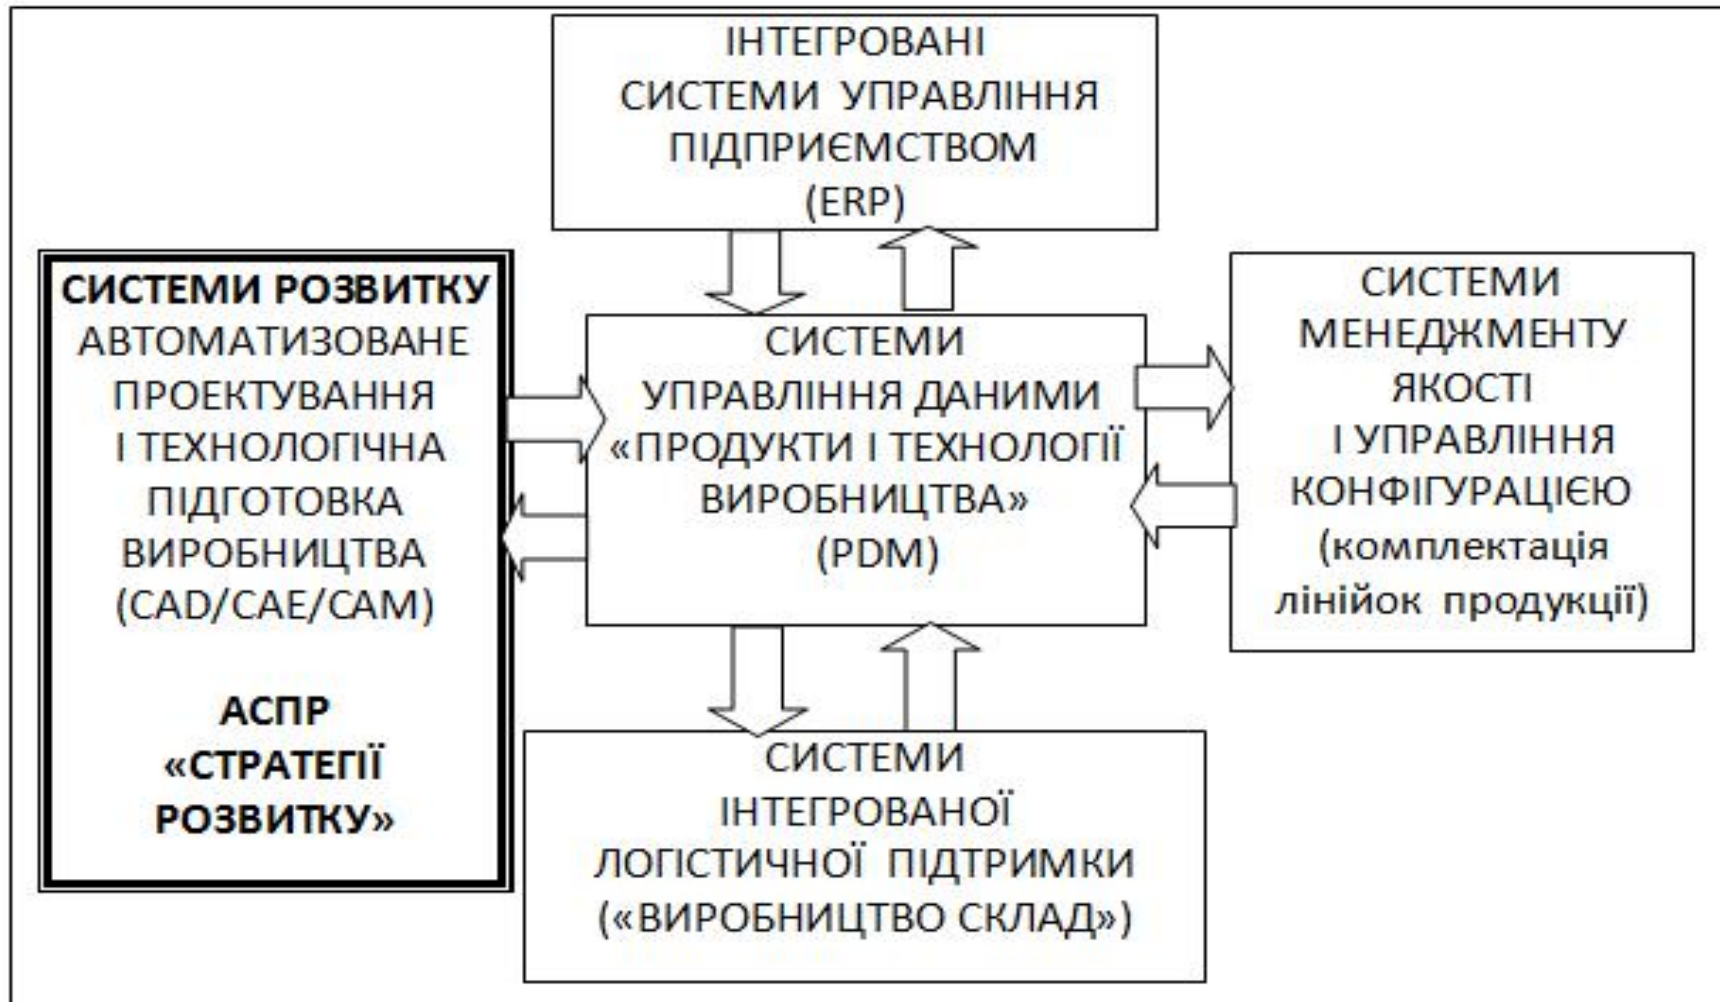 ІНТЕГРОВАНІ
СИСТЕМИ УПРАВЛІННЯ
ПІДПРИЄМСТВОМ
(ERP)
СИСТЕМИ РОЗВИТКУ
АВТОМАТИЗОВАНЕ
ПРОЕКТУВАННЯ
І ТЕХНОЛОГІЧНА
ПІДГОТОВКА
ВИРОБНИЦТВА
(CAD/CAE/CAM)
АСПР
«СТРАТЕГІЇ
РОЗВИТКУ»
СИСТЕМИ
УПРАВЛІННЯ ДАНИМИ
«ПРОДУКТИ І ТЕХНОЛОГІЇ
ВИРОБНИЦТВА»
(PDM)
СИСТЕМИ
МЕНЕДЖМЕНТУ
ЯКОСТІ
І УПРАВЛІННЯ
КОНФІГУРАЦІЄЮ
(комплектація
лінійок продукції)
СИСТЕМИ
ІНТЕГРОВАНОЇ
ЛОГІСТИЧНОЇ ПІДТРИМКИ
(«ВИРОБНИЦТВО СКЛАД»)